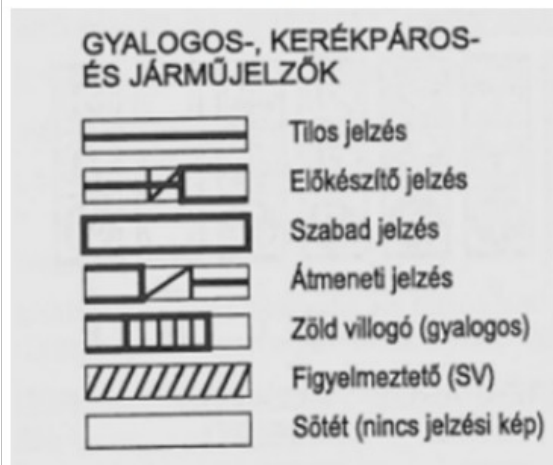 GYALOGOS-, KERÉKPÁROS-
ÉS JÁRMŰJELZŐK
Tilos jelzés
Előkészítő jelzés
Szabad jelzés
Átmeneti jelzés
Zöld villogó (gyalogos)
Figyelmeztető (SV)
Sötét (nincs jelzési kép)